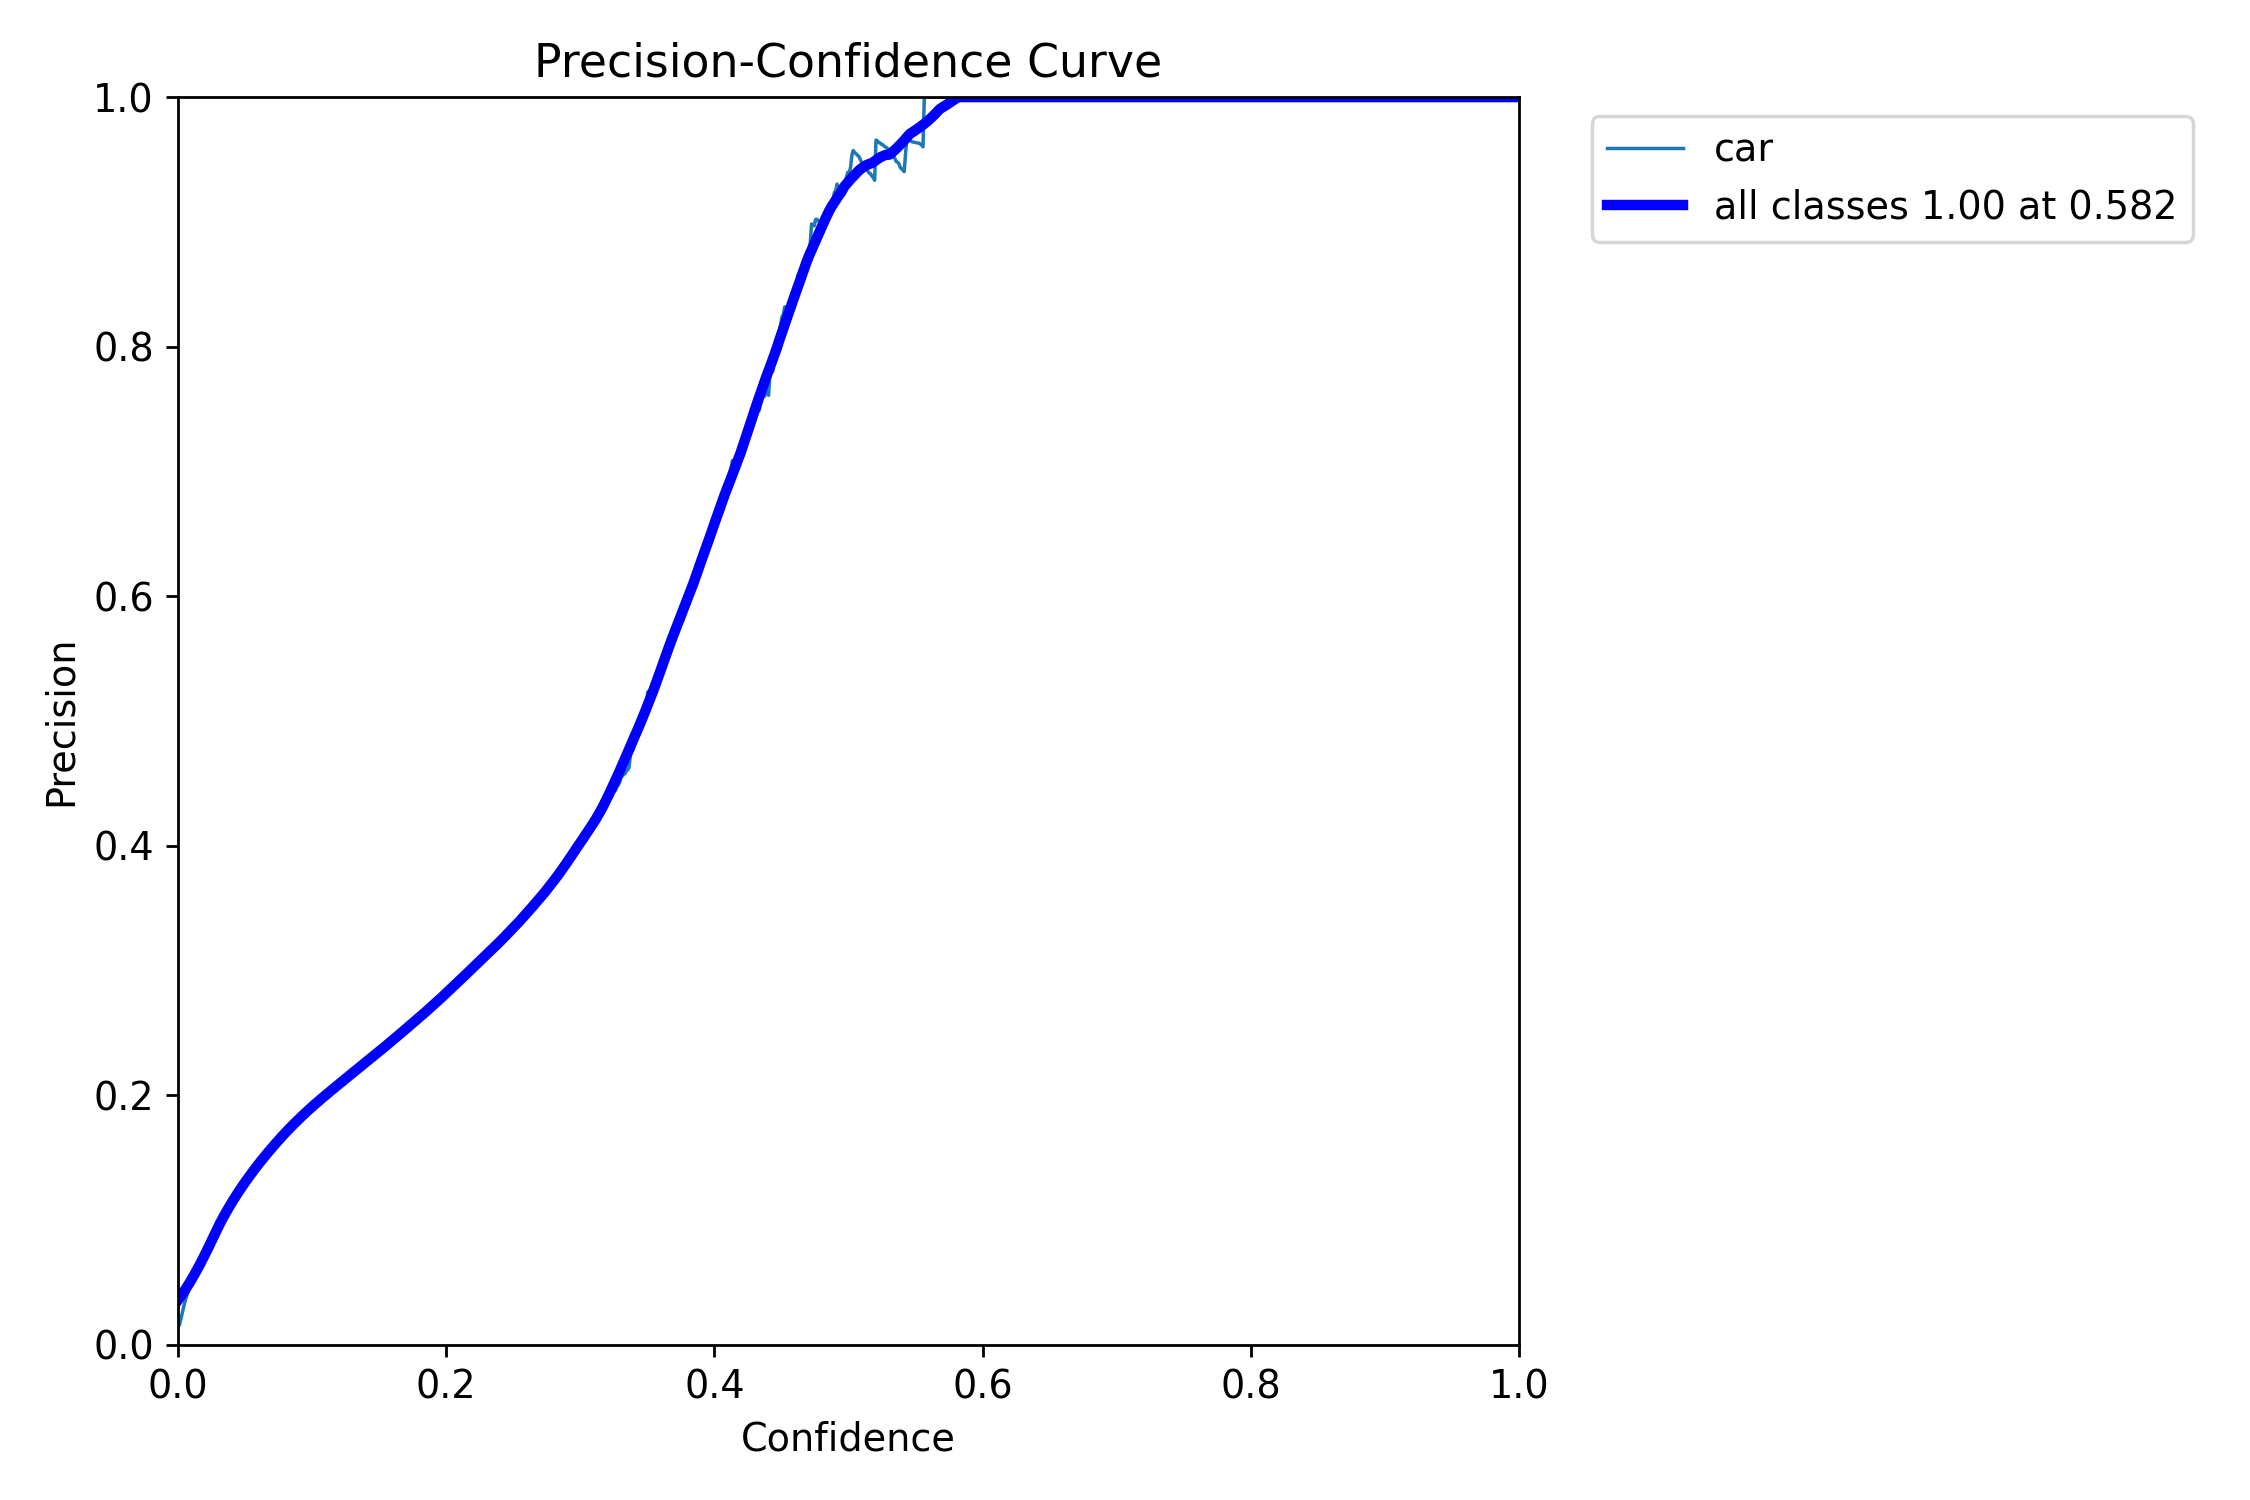 Precision-Confidence Curve
car
all classes 1.00 at 0.582
Precision
1.0
0.8
0.6
0.4
0.2
0.0
0.0 0.2 0.4 0.6 0.8 1.0
Confidence